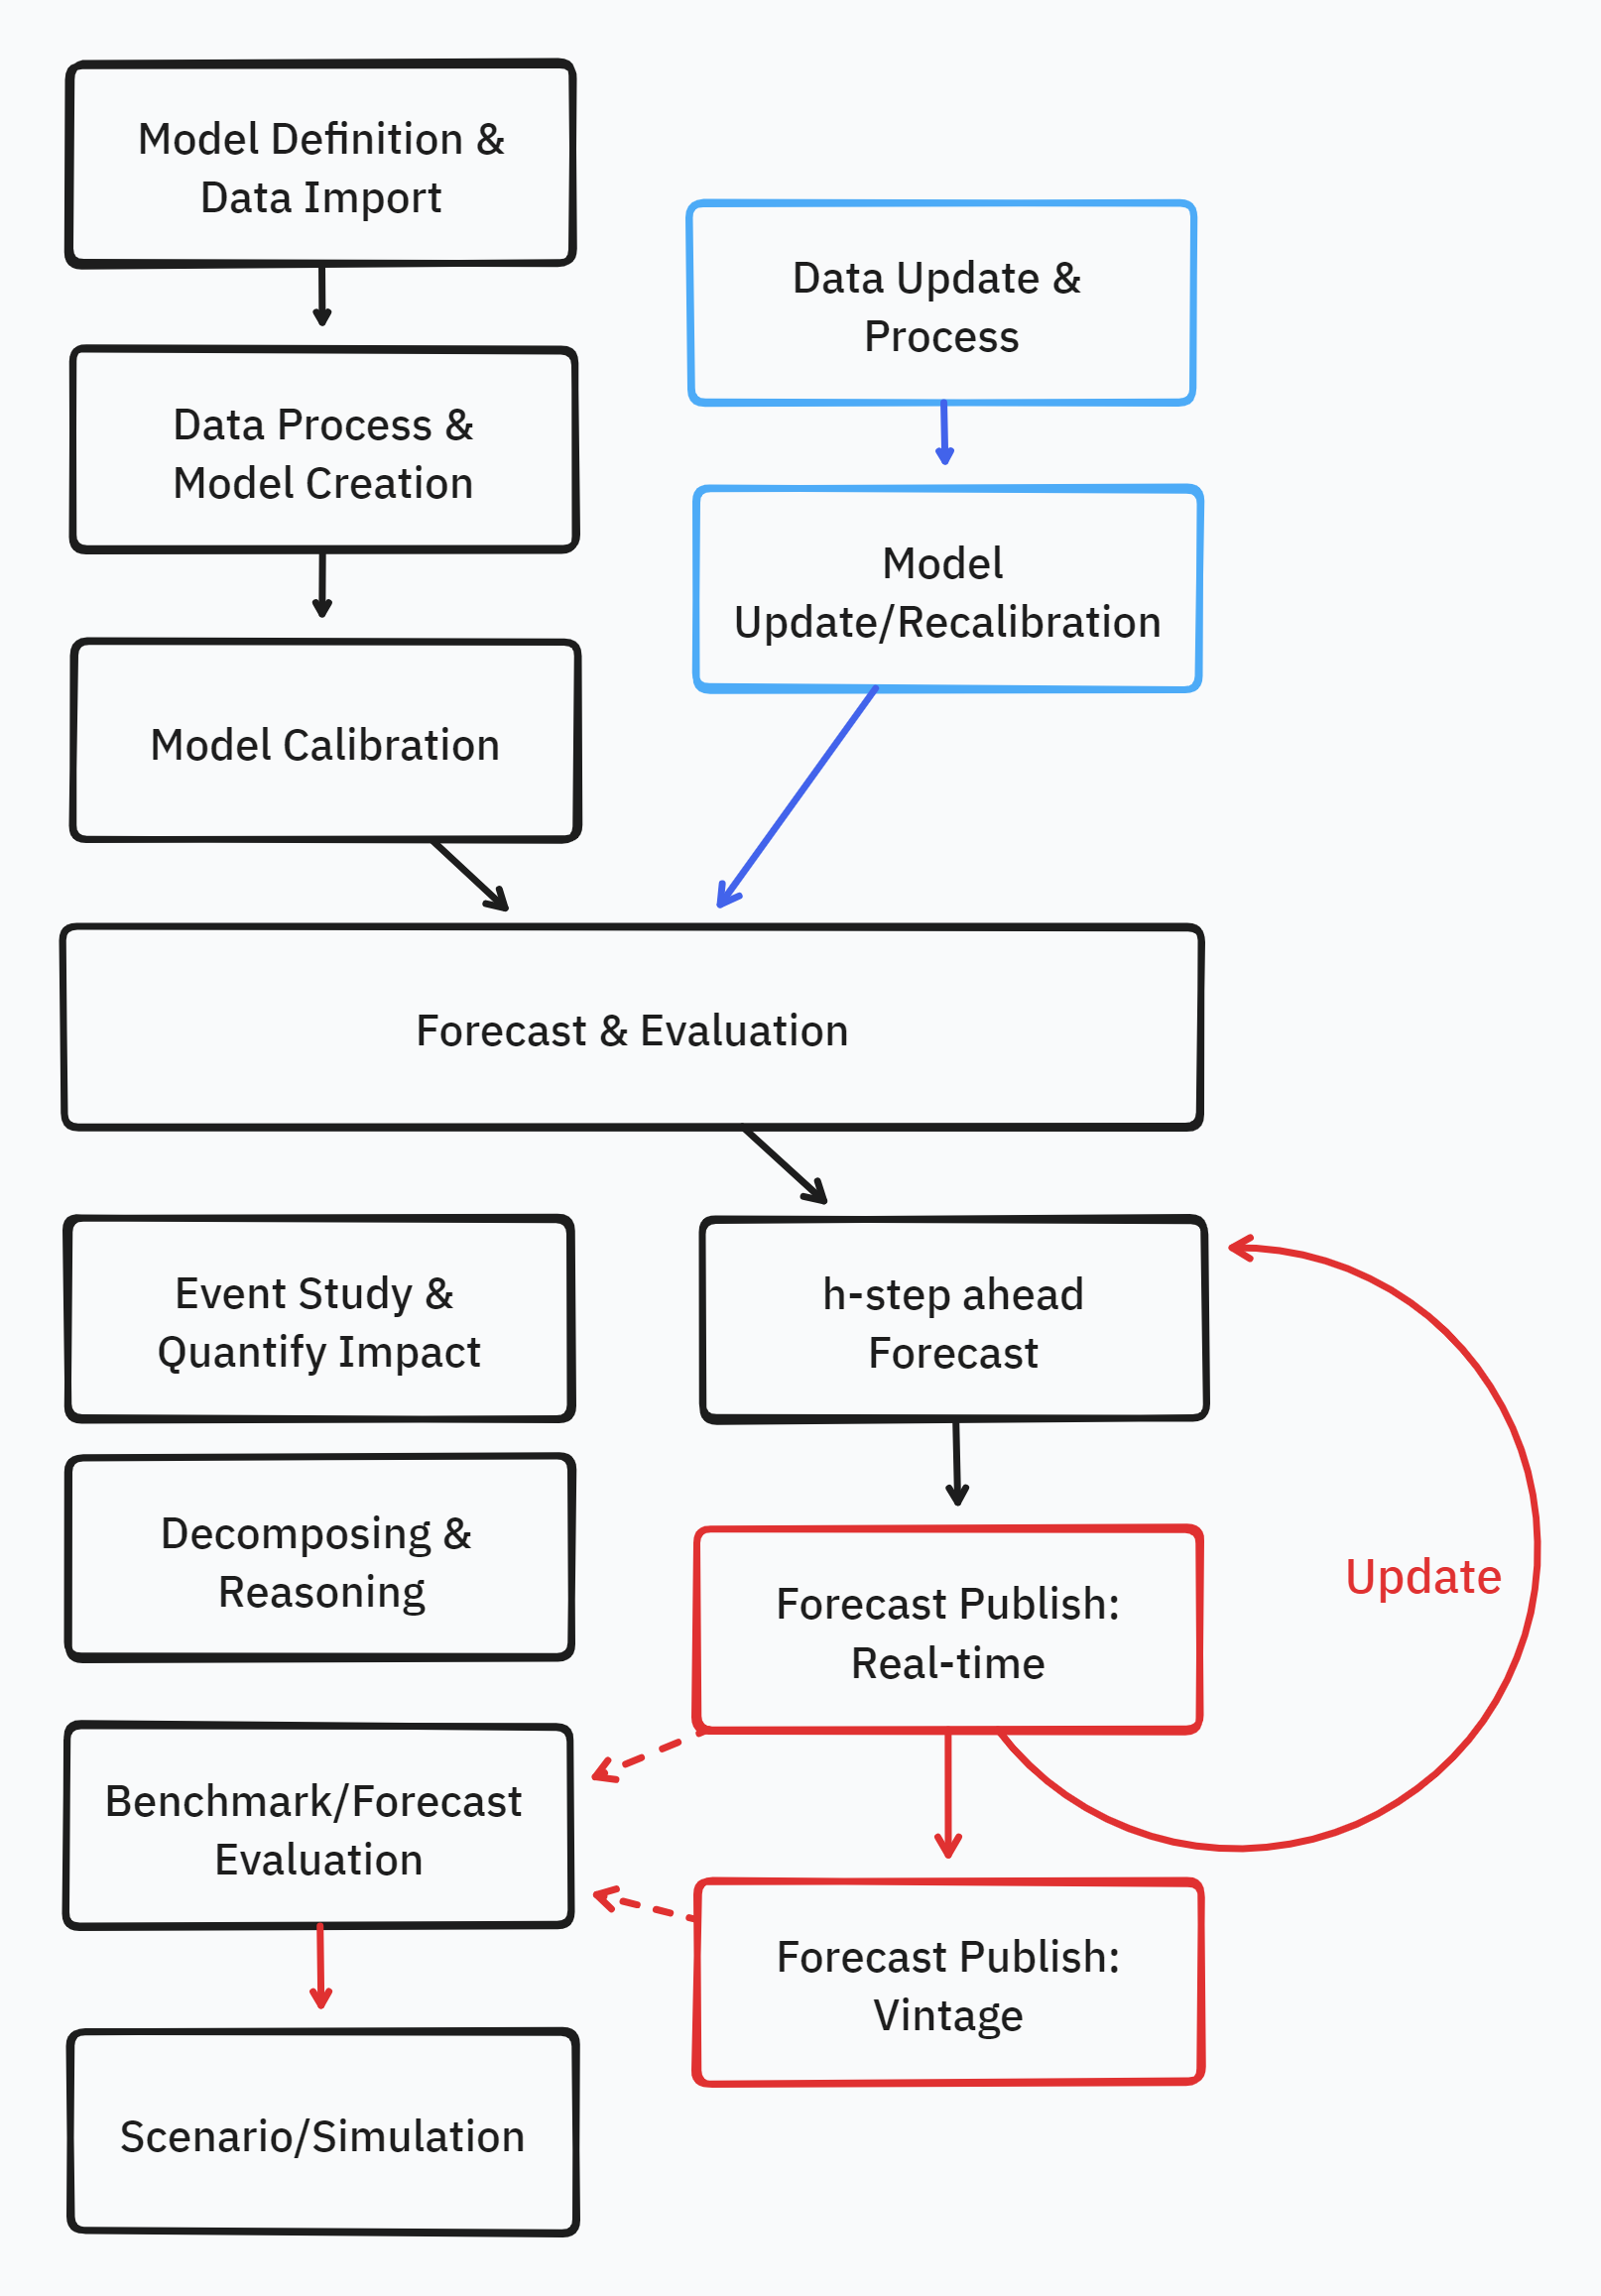 Model Definition &
Data Import
Data Update &
Process
Data Process &
Model Creation
Model
Update/Recalibration
Model Calibration
Forecast & Evaluation
Event Study &
Quantify Impact
h-step ahead
Forecast
Decomposing &
Reasoning
Forecast Publish:
Real-time
Update
Benchmark/Forecast
Evaluation
Forecast Publish:
Vintage
Scenario/Simulation